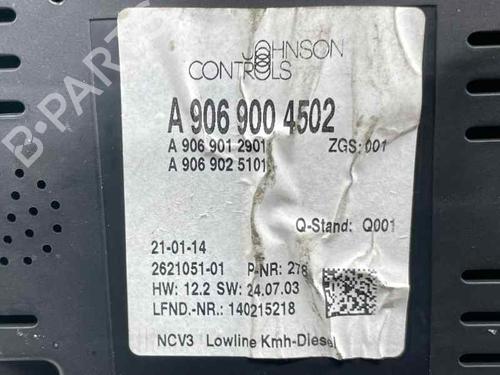 JOHNSON
CONTROLS
A 906 900 4502
A 906 901 2901 ZGS: 001
A 906 902 5101
Q-Stand: Q001
21-01-14
2621051-01 P-NR: 276
HW: 12.2 SW: 24.07.03
LFND.-NR.: 140215218
NCV3 Lowline Kmh-Diesel